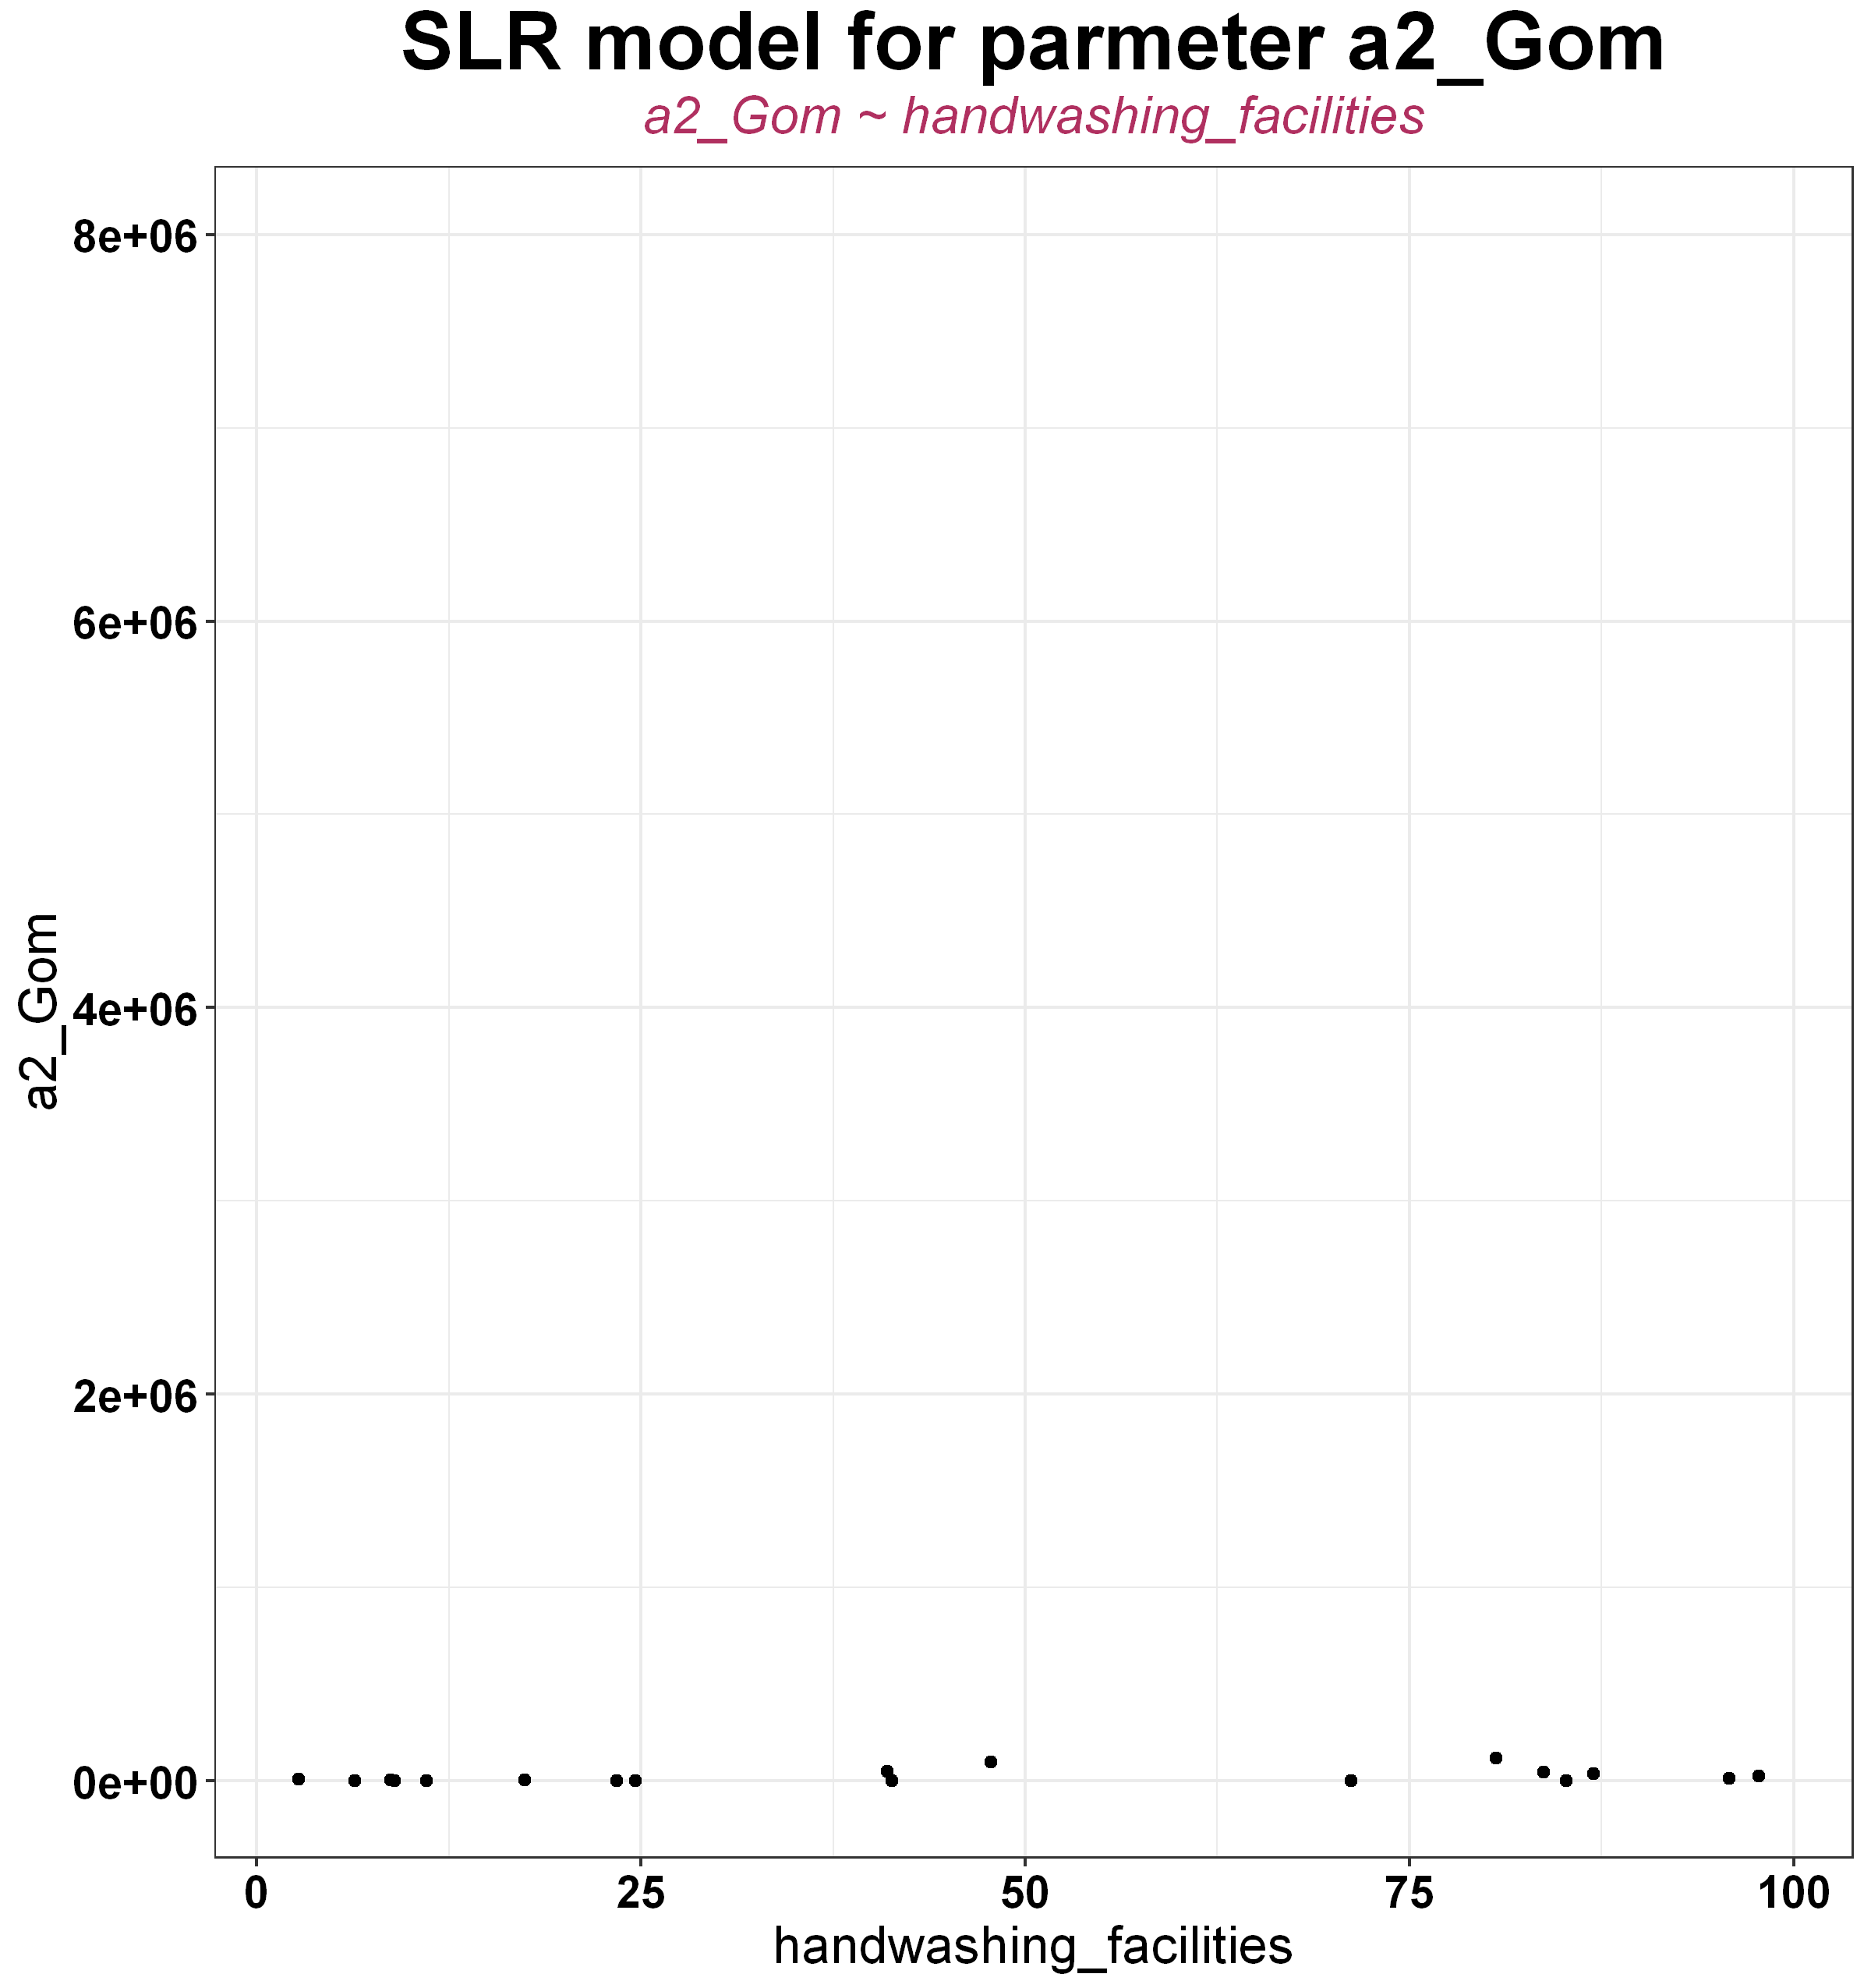 SLR model for parmeter a2_Gom
a2_Gom ~ handwashing_facilities
8e+06
6e+06
4e+06
2e+06
0e+00
a2_Gom
0 25 50 75 100
handwashing_facilities